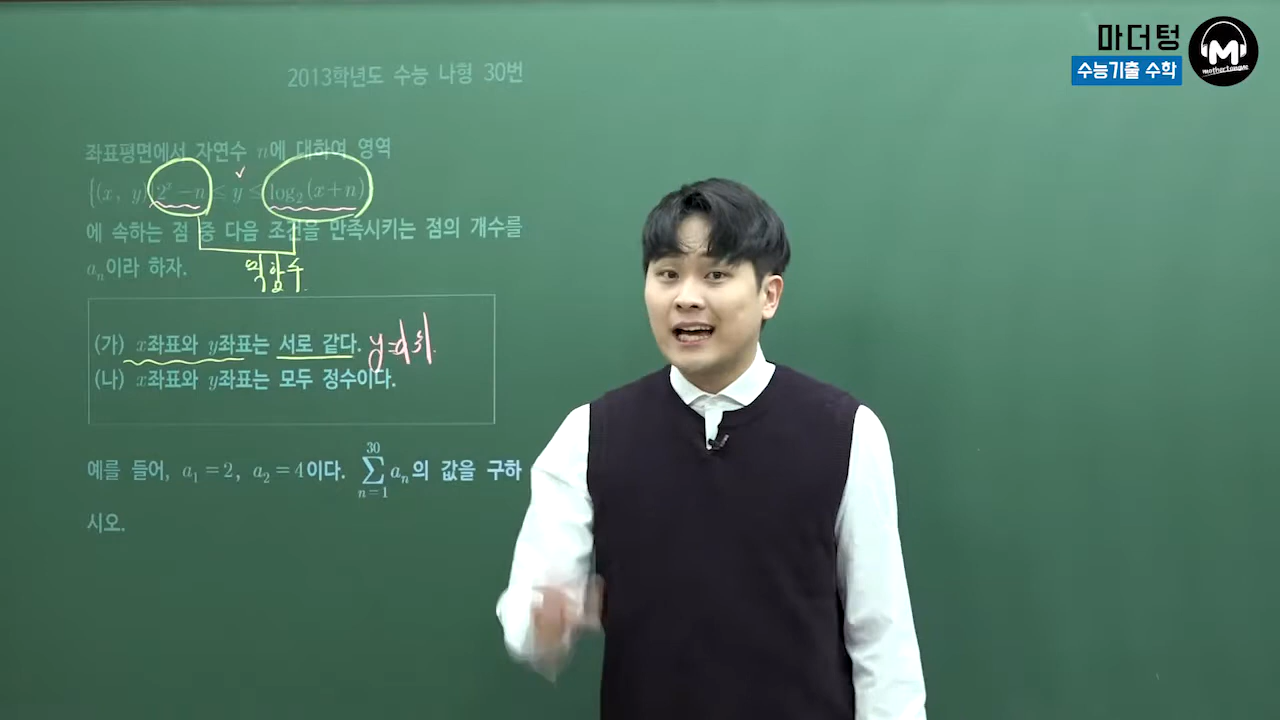 마더텅
수능기출 수학
M
mothertongue
2013학년도 수능 나형 30번
좌표평면에서 자연수 n에 대하여 영역
{(x, y)|2ˣ−n ≤ y ≤ log₂(x+n)}
에 속하는 점 중 다음 조건을 만족시키는 점의 개수를
aₙ이라 하자.
역함수.
(가) x좌표와 y좌표는 서로 같다.
(나) x좌표와 y좌표는 모두 정수이다.
예를 들어, a₁=2, a₂=4이다. \sum_{n=1}^{30} aₙ의 값을 구하
시오.